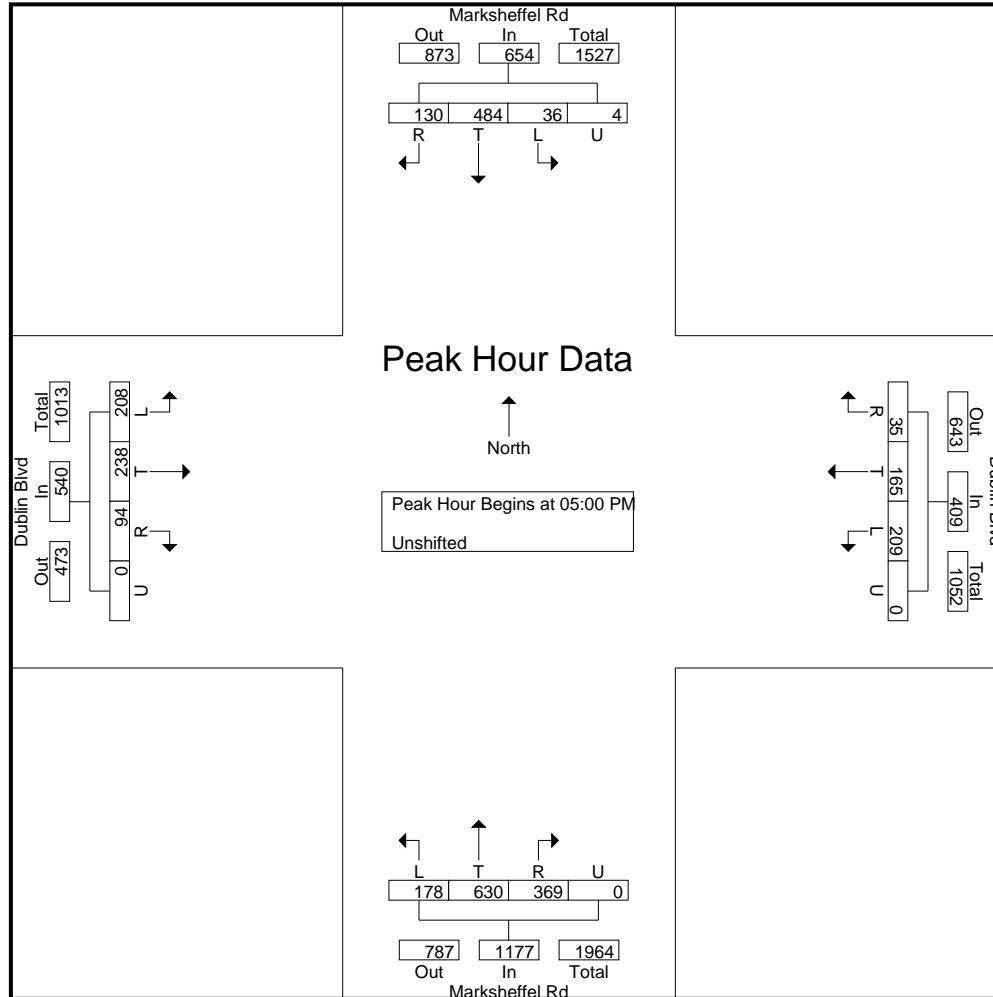 Marksheffel Rd
Out In Total
873 654 1527
130 484 36 4
R T L U
Peak Hour Data
North
Peak Hour Begins at 05:00 PM
Unshifted
Dublin Blvd
Total In Out
1013 540 473
208 238 94 0
L T R U
R T L U
35 165 209 0
Out In Total
643 409 1052
Dublin Blvd
L T R U
178 630 369 0
787 1177 1964
Out In Total
Marksheffel Rd